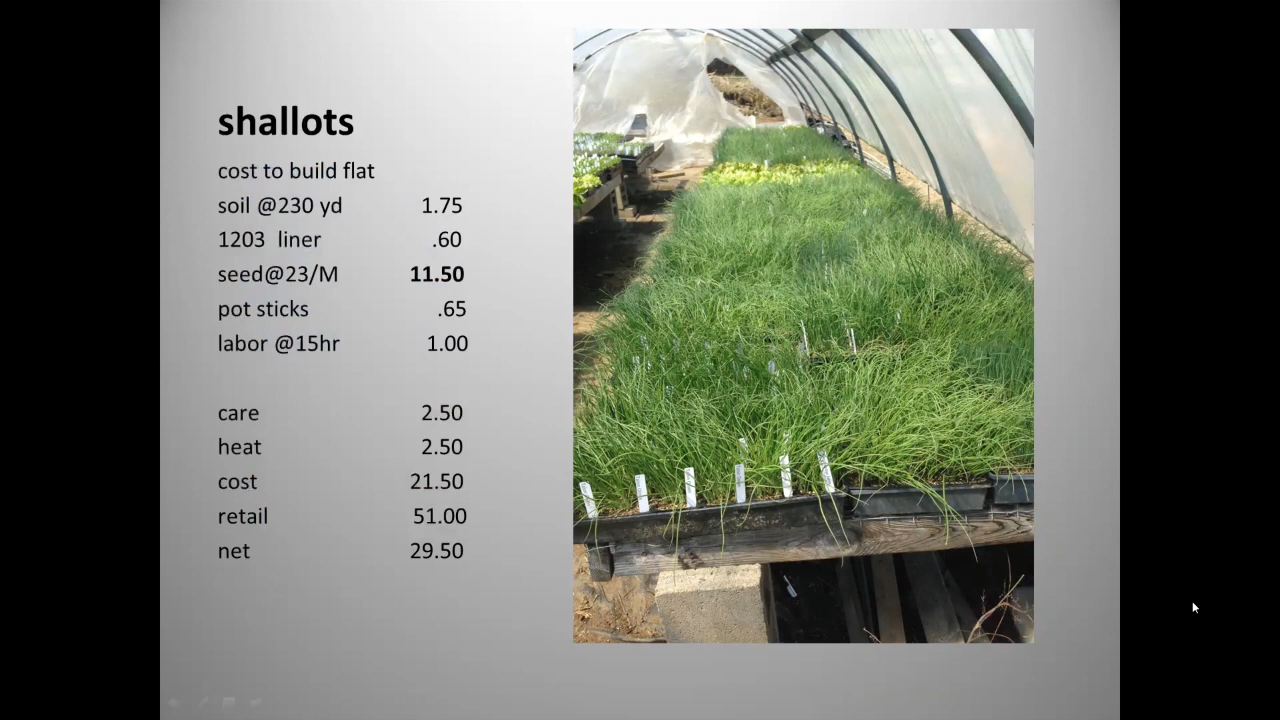 shallots
cost to build flat
soil @230 yd 1.75
1203 liner .60
seed@23/M 11.50
pot sticks .65
labor @15hr 1.00
care 2.50
heat 2.50
cost 21.50
retail 51.00
net 29.50